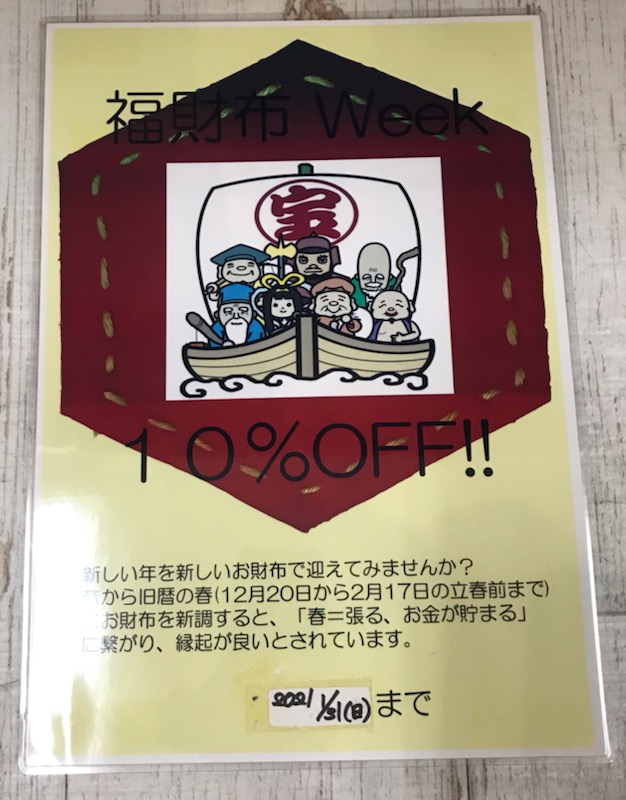 福財布 Week
宝
10%OFF!!
新しい年を新しいお財布で迎えてみませんか?
から旧暦の春(12月20日から2月17日の立春前まで)
お財布を新調すると、「春=張る、お金が貯まる」
に繋がり、縁起が良いとされています。
2021 1/31(日)まで